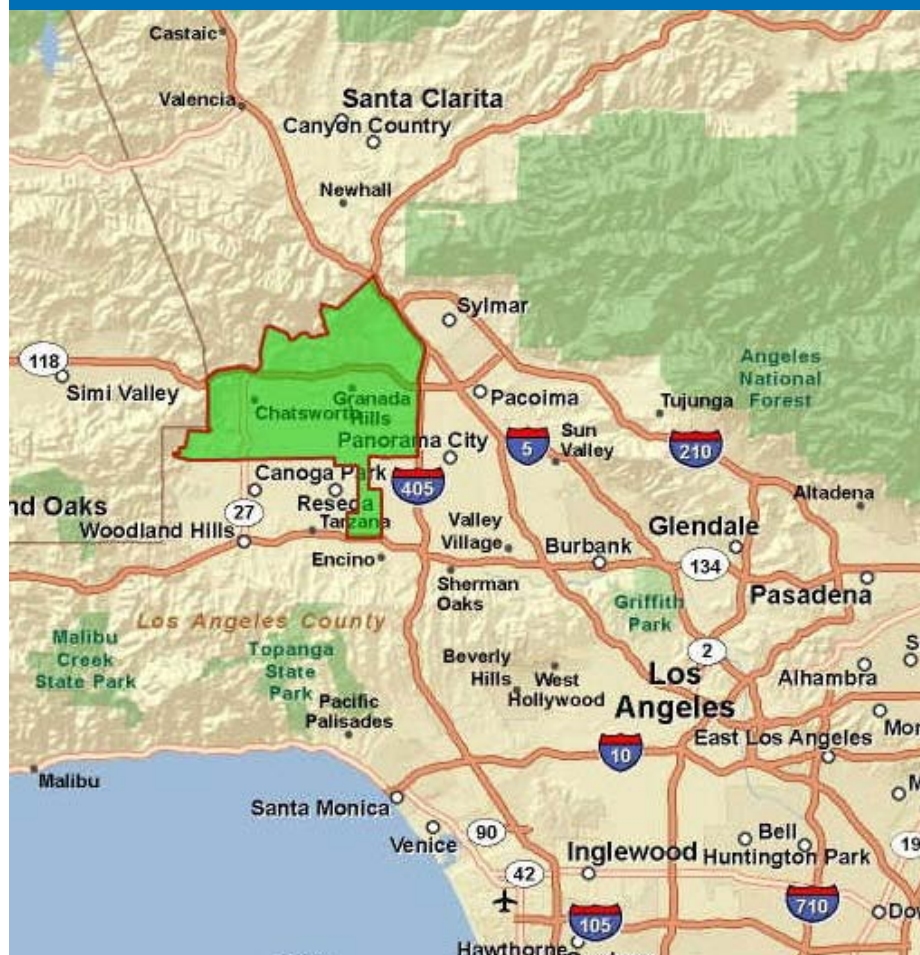 Castaic
Valencia
Santa Clarita
Canyon Country
Newhall
Sylmar
118
Simi Valley
Angeles
National
Forest
Chatsworth
Granada
Hills
Pacoima
Tujunga
Panorama City
5
Sun
Valley
210
Canoga Park
405
Altadena
nd Oaks
27
Reseda
Tarzana
Woodland Hills
Valley
Village
Glendale
Encino
Burbank
134
Sherman
Oaks
Pasadena
Griffith
Park
Los Angeles County
Malibu
Creek
State Park
Topanga
State
Park
2
S
Beverly
Hills
West
Hollywood
Los
Angeles
Alhambra
Pacific
Palisades
Mon
East Los Angeles
10
Malibu
M
Santa Monica
90
Venice
Bell
19
Inglewood
Huntington Park
42
710
Dow
105
Hawthorne